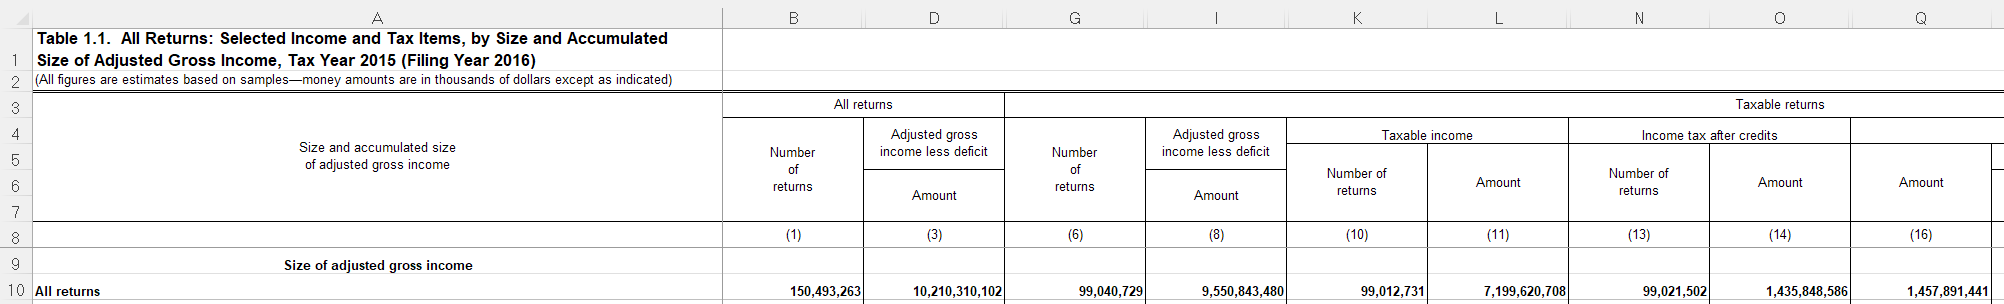 A B D G I K L N O Q
1 Table 1.1. All Returns: Selected Income and Tax Items, by Size and Accumulated
Size of Adjusted Gross Income, Tax Year 2015 (Filing Year 2016)
2 (All figures are estimates based on samples—money amounts are in thousands of dollars except as indicated)
3 All returns Taxable returns
4 Size and accumulated size
of adjusted gross income
Number
of
returns
Adjusted gross
income less deficit
Amount
Number
of
returns
Adjusted gross
income less deficit
Amount
Taxable income
Number of
returns
Amount
Income tax after credits
Number of
returns
Amount
Amount
5
6
7
8 (1) (3) (6) (8) (10) (11) (13) (14) (16)
9 Size of adjusted gross income
10 All returns 150,493,263 10,210,310,102 99,040,729 9,550,843,480 99,012,731 7,199,620,708 99,021,502 1,435,848,586 1,457,891,441